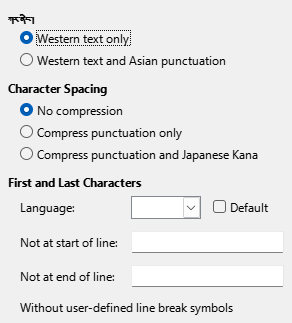 ཀར་ནིང།
Western text only
Western text and Asian punctuation
Character Spacing
No compression
Compress punctuation only
Compress punctuation and Japanese Kana
First and Last Characters
Language:
Default
Not at start of line:
Not at end of line:
Without user-defined line break symbols